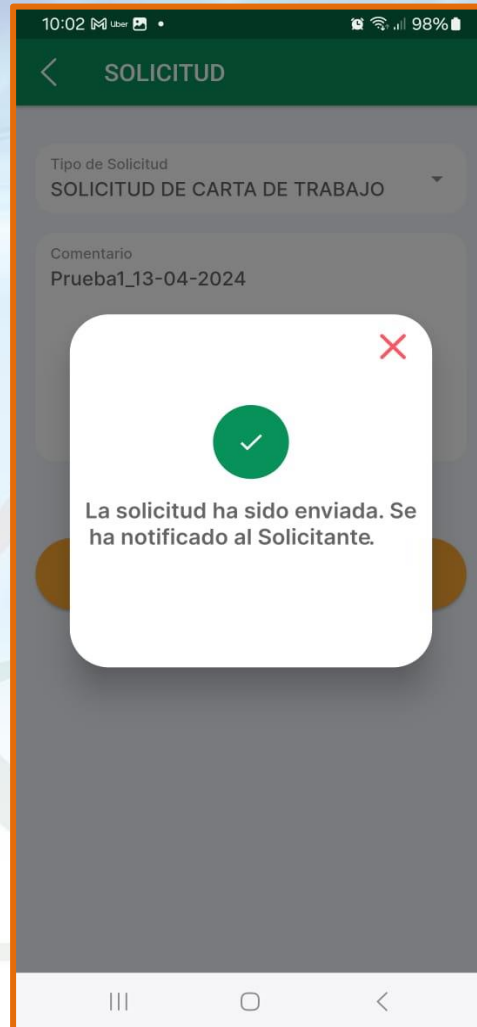 10:02 Uber 98%
SOLICITUD
Tipo de Solicitud
SOLICITUD DE CARTA DE TRABAJO
Comentario
Prueba1_13-04-2024
La solicitud ha sido enviada. Se
ha notificado al Solicitante.